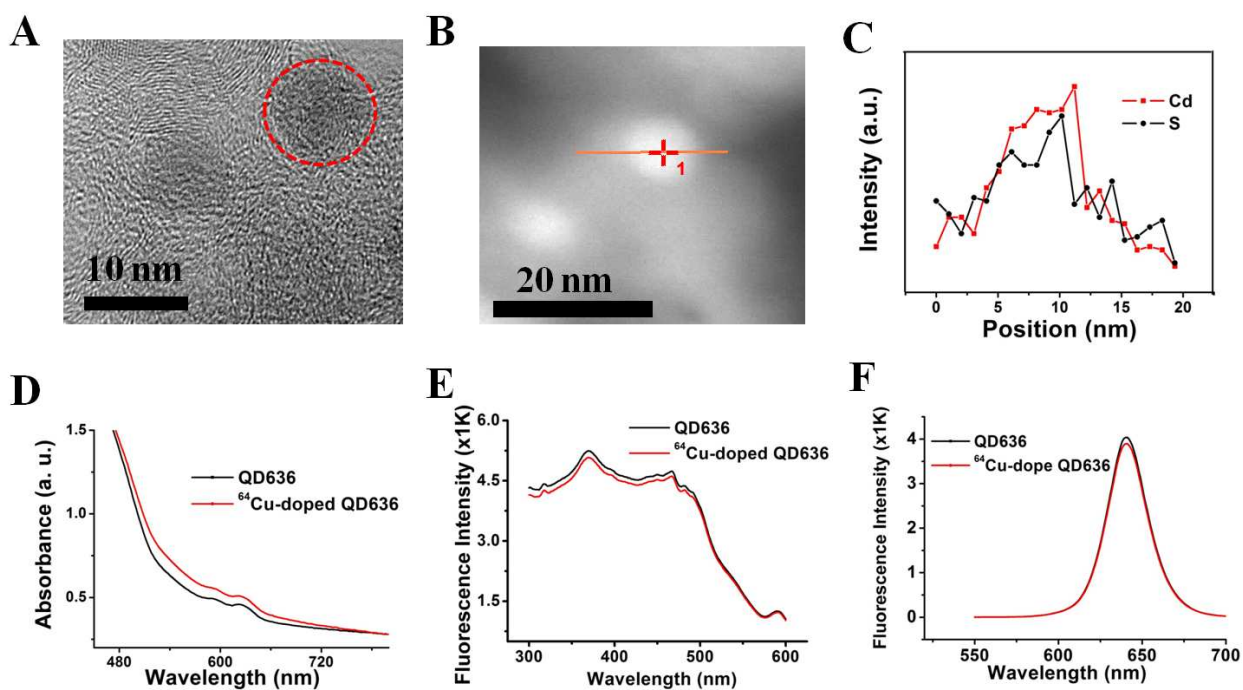 A
10 nm
B
1
20 nm
C
Intensity (a.u.)
Cd
S
0
5
10
15
20
Position (nm)
D
Absorbance (a. u.)
1.5
1.0
0.5
QD636
⁶⁴Cu-doped QD636
480
600
720
Wavelength (nm)
E
Fluorescence Intensity (x1K)
6.0
4.5
3.0
1.5
QD636
⁶⁴Cu-doped QD636
300
400
500
600
Wavelength (nm)
F
Fluorescence Intensity (x1K)
4
3
2
1
0
QD636
⁶⁴Cu-dope QD636
550
600
650
700
Wavelength (nm)